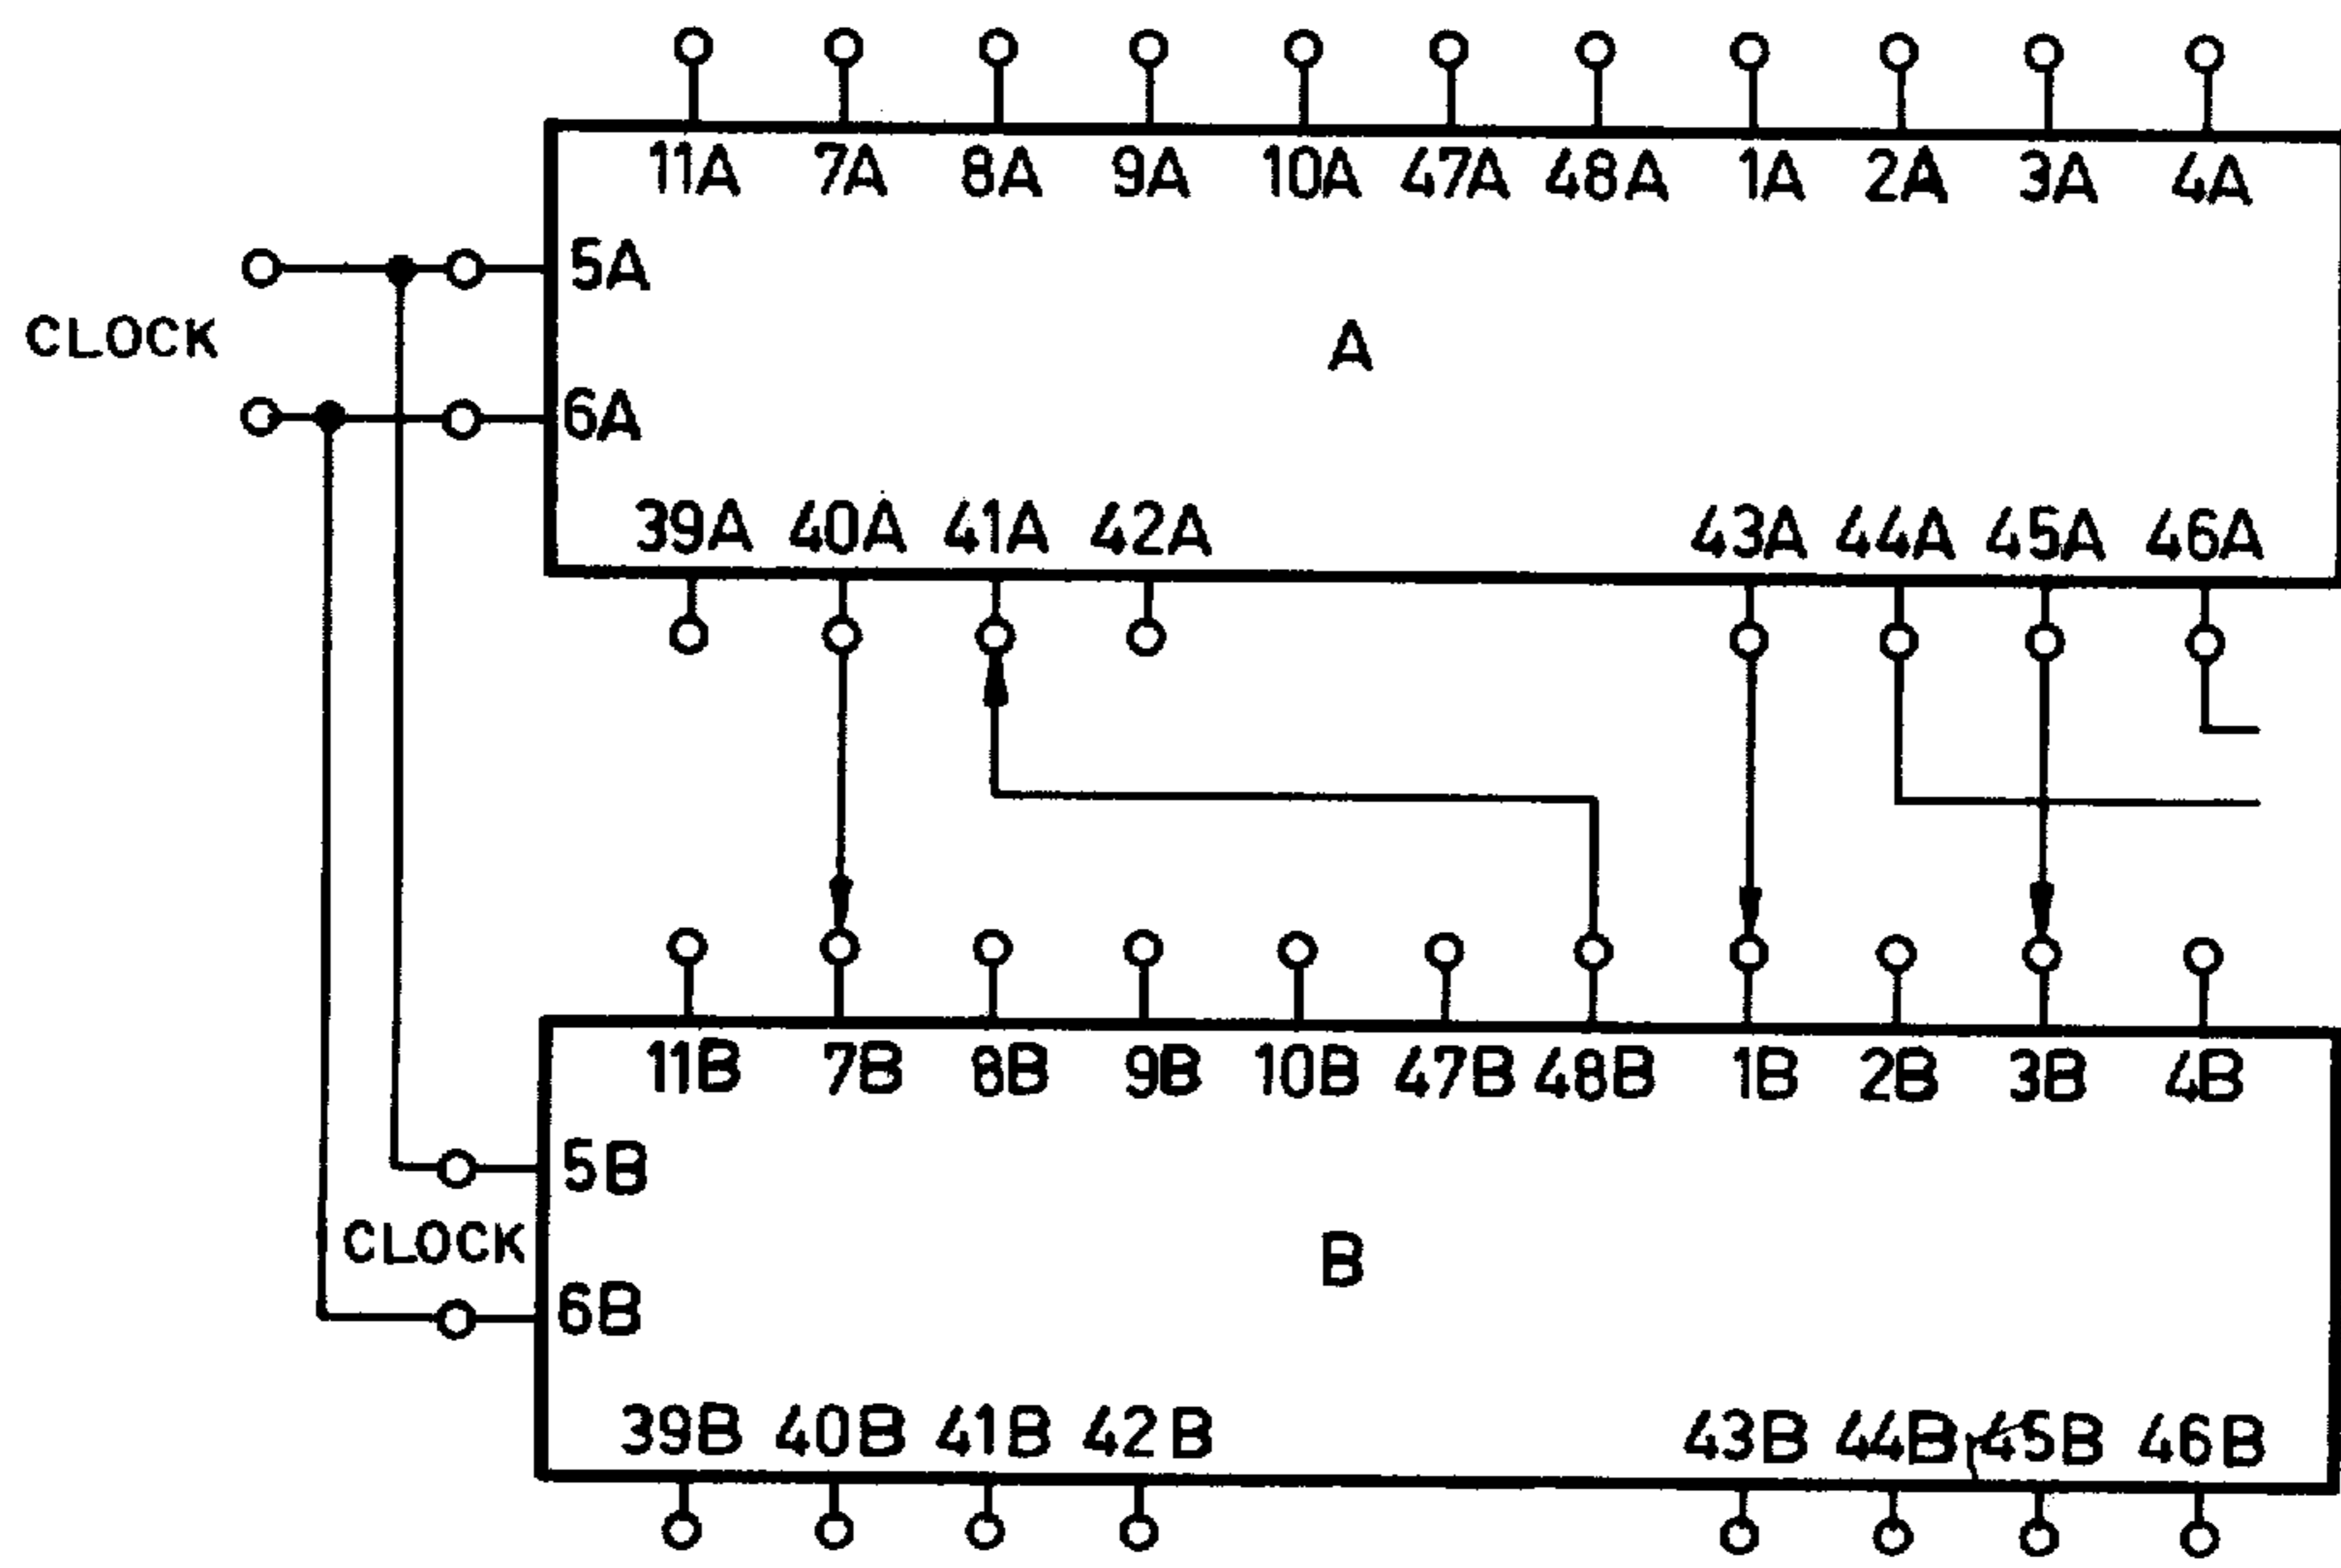 11A 7A 8A 9A 10A 47A 48A 1A 2A 3A 4A
5A
CLOCK
A
6A
39A 40A 41A 42A 43A 44A 45A 46A
11B 7B 8B 9B 10B 47B 48B 1B 2B 3B 4B
5B
CLOCK
B
6B
39B 40B 41B 42B 43B 44B 45B 46B